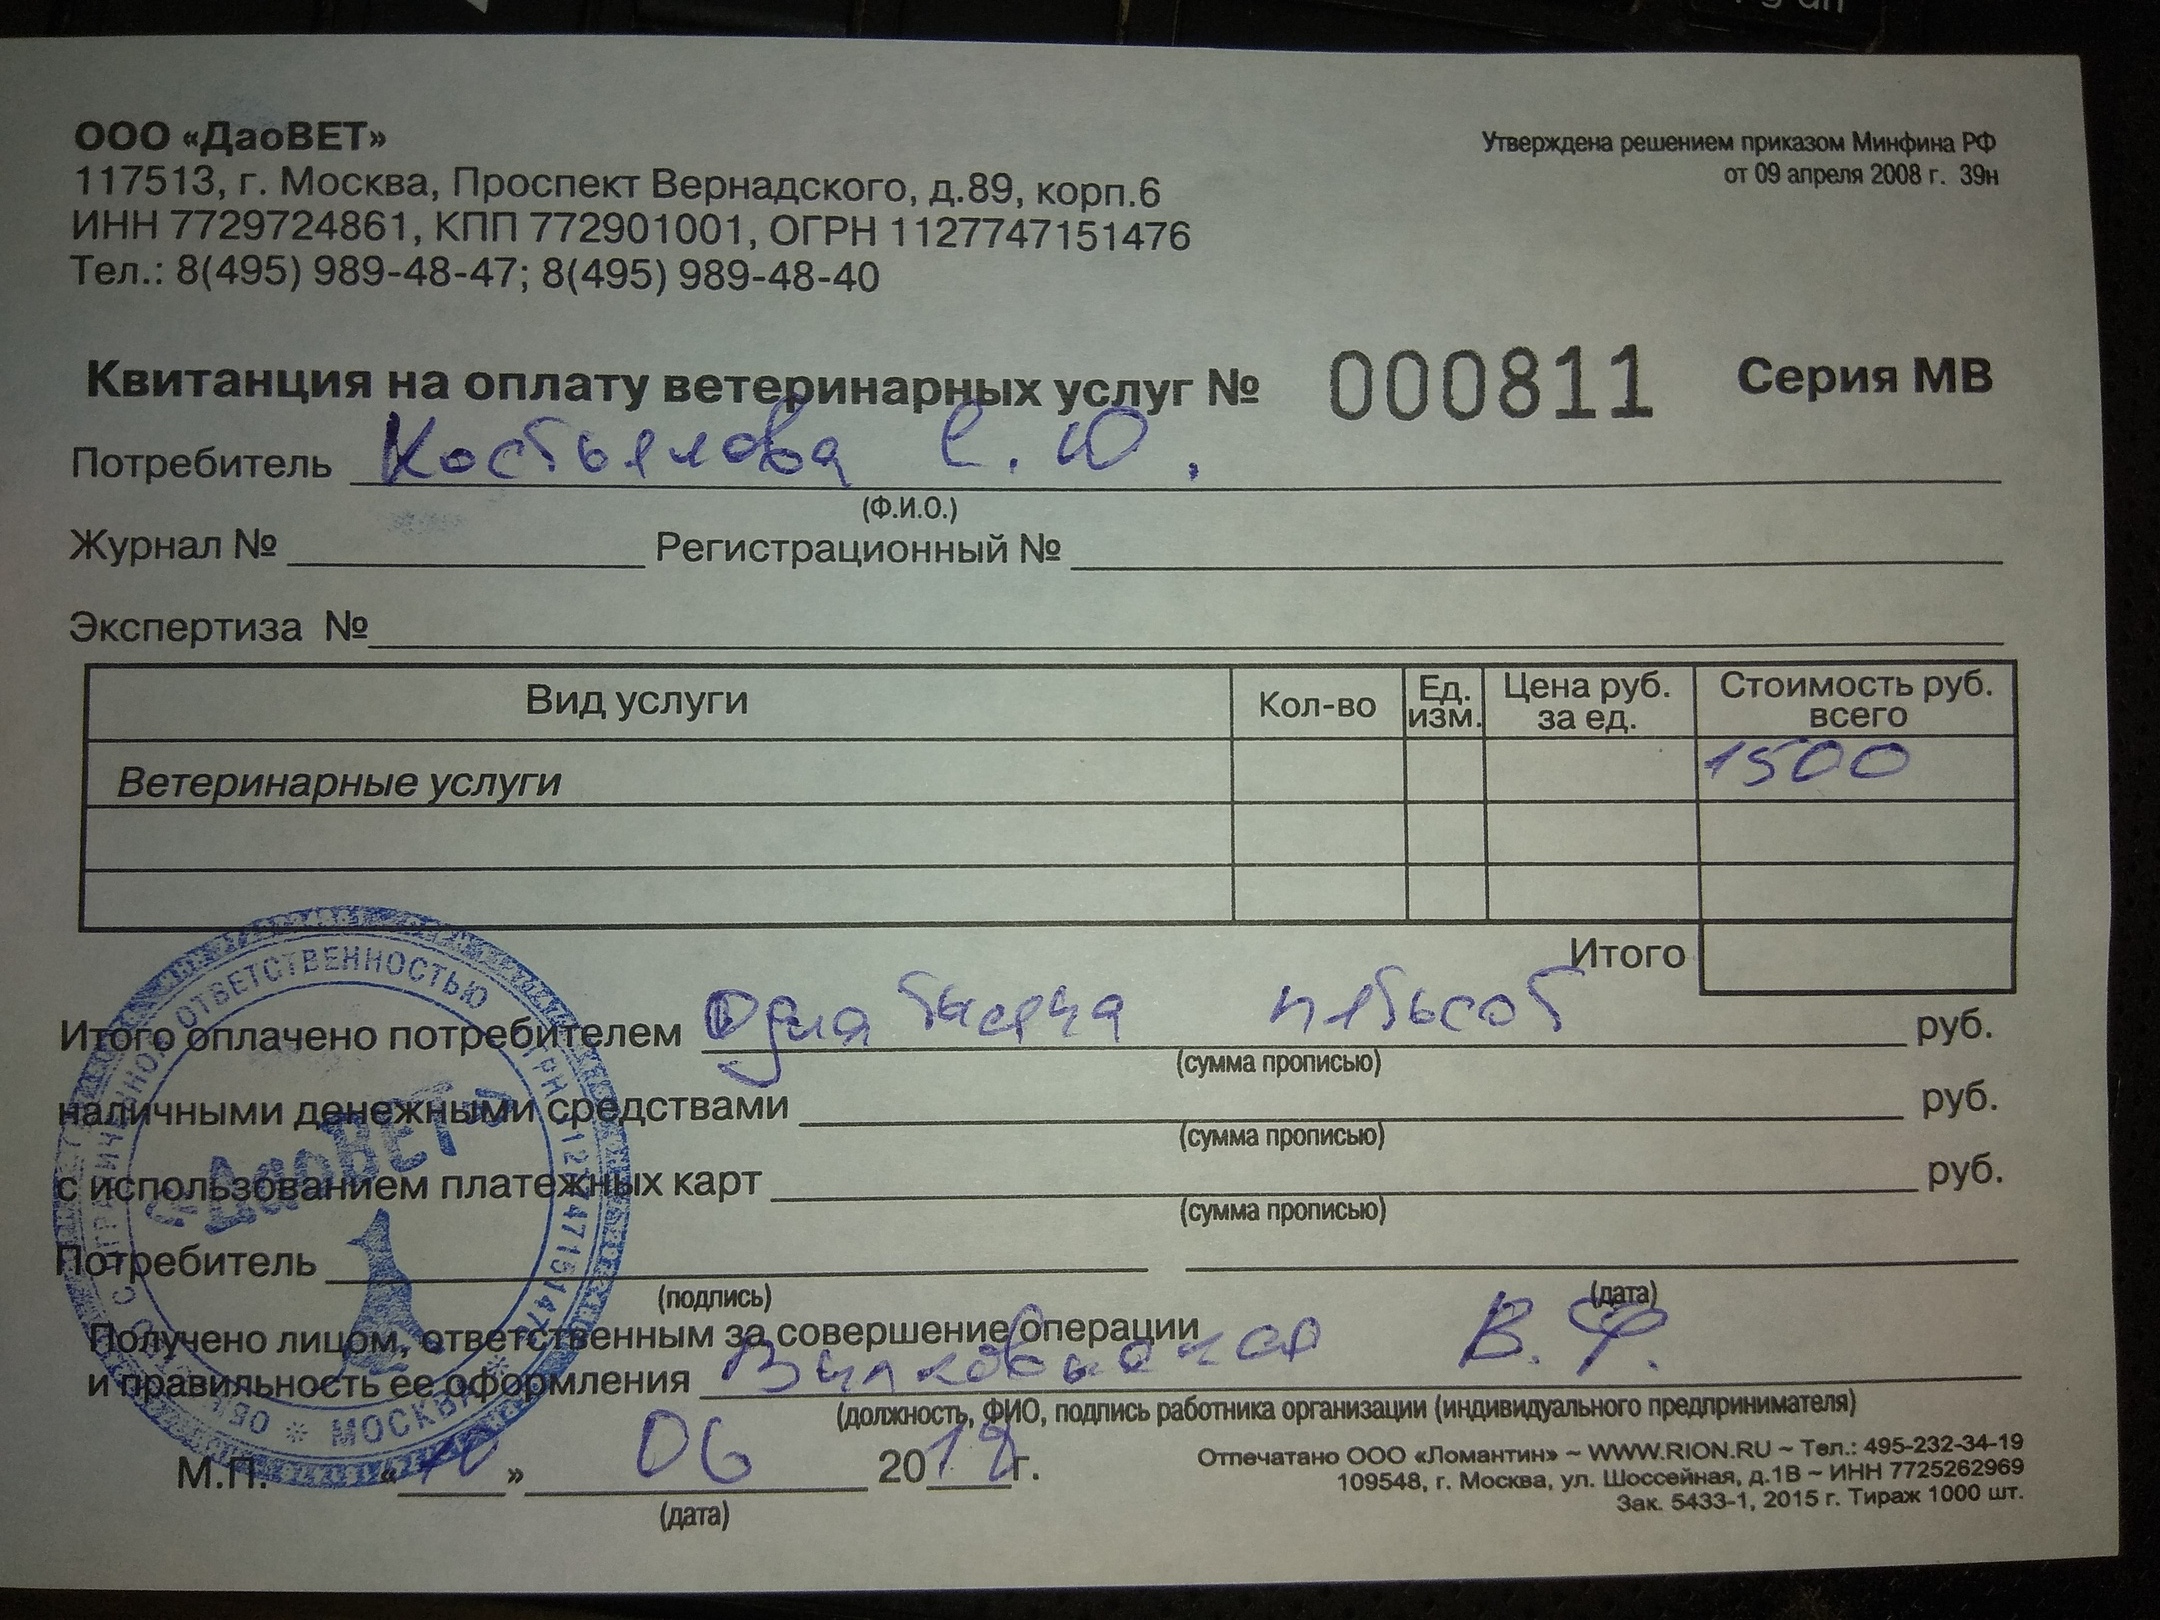 ООО «ДаоВЕТ»
117513, г. Москва, Проспект Вернадского, д.89, корп.6
ИНН 7729724861, КПП 772901001, ОГРН 1127747151476
Тел.: 8(495) 989-48-47; 8(495) 989-48-40
Утверждена решением приказом Минфина РФ
от 09 апреля 2008 г. 39н
Квитанция на оплату ветеринарных услуг № 000811 Серия МВ
Потребитель С. Ю.
(Ф.И.О.)
Журнал № Регистрационный №
Экспертиза №
Вид услуги Кол-во Ед. изм. Цена руб. за ед. Стоимость руб. всего
Ветеринарные услуги 1500
Итого
Итого оплачено потребителем Одна тысяча пятьсот руб.
(сумма прописью)
наличными денежными средствами руб.
(сумма прописью)
с использованием платежных карт руб.
(сумма прописью)
Потребитель
(подпись) (дата)
Получено лицом, ответственным за совершение операции
и правильность ее оформления В. Ф.
(должность, ФИО, подпись работника организации (индивидуального предпринимателя)
М.П. «10» 06 2018г.
(дата)
Отпечатано ООО «Ломантин» ~ WWW.RION.RU ~ Тел.: 495-232-34-19
109548, г. Москва, ул. Шоссейная, д.1В ~ ИНН 7725262969
Зак. 5433-1, 2015 г. Тираж 1000 шт.
«ДаоВЕТ»
МОСКВА